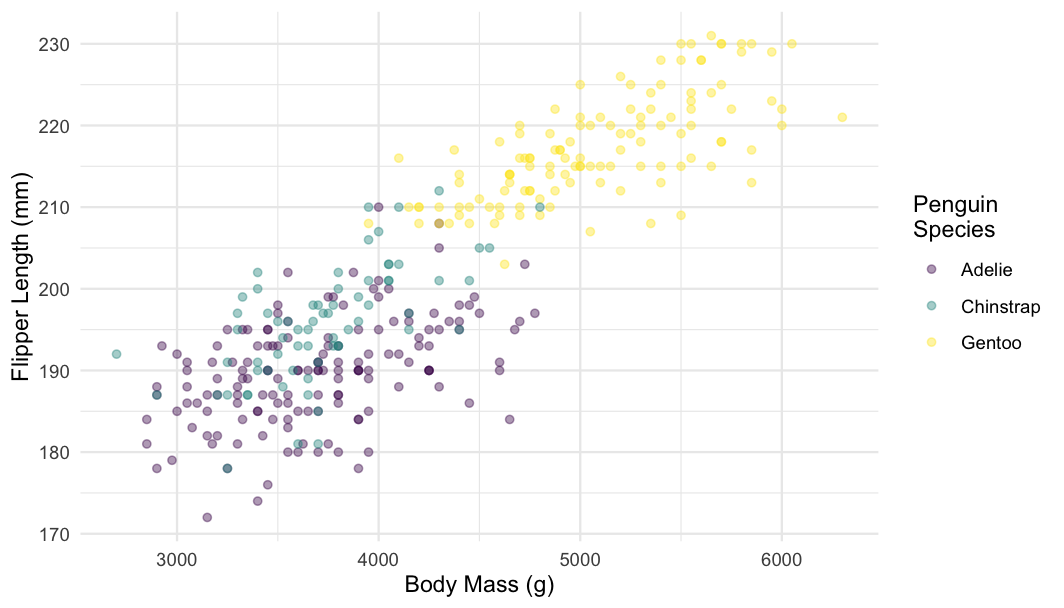 230
220
210
200
190
180
170
Flipper Length (mm)
3000
4000
5000
6000
Body Mass (g)
Penguin
Species
Adelie
Chinstrap
Gentoo